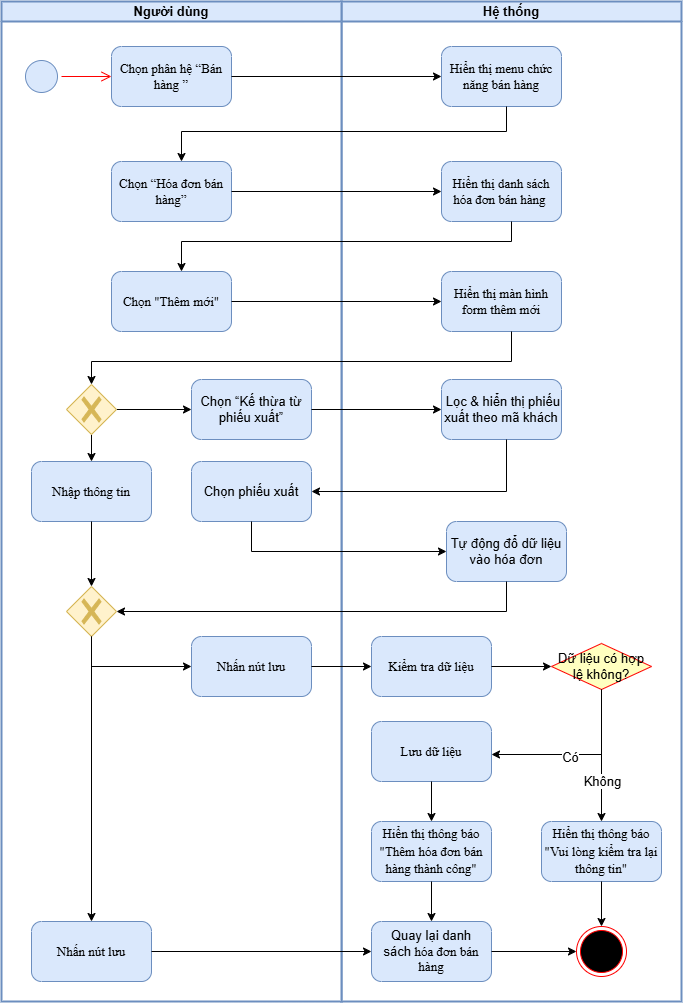 Người dùng
Hệ thống
Chọn phân hệ “Bán
hàng ”
Hiển thị menu chức
năng bán hàng
Chọn “Hóa đơn bán
hàng”
Hiển thị danh sách
hóa đơn bán hàng
Chọn "Thêm mới"
Hiển thị màn hình
form thêm mới
Chọn “Kế thừa từ
phiếu xuất”
Lọc & hiển thị phiếu
xuất theo mã khách
Nhập thông tin
Chọn phiếu xuất
Tự động đổ dữ liệu
vào hóa đơn
Nhấn nút lưu
Kiểm tra dữ liệu
Dữ liệu có hợp
lệ không?
Lưu dữ liệu
Có
Không
Hiển thị thông báo
"Thêm hóa đơn bán
hàng thành công"
Hiển thị thông báo
"Vui lòng kiểm tra lại
thông tin"
Nhấn nút lưu
Quay lại danh
sách hóa đơn bán
hàng